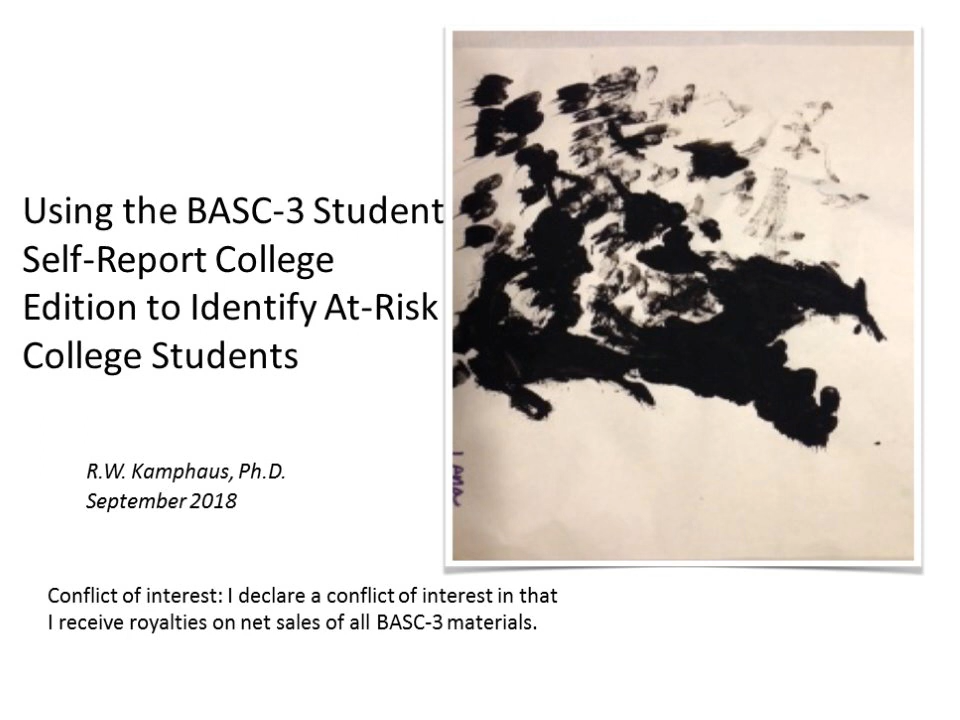 Using the BASC-3 Student
Self-Report College
Edition to Identify At-Risk
College Students
R.W. Kamphaus, Ph.D.
September 2018
Conflict of interest: I declare a conflict of interest in that
I receive royalties on net sales of all BASC-3 materials.